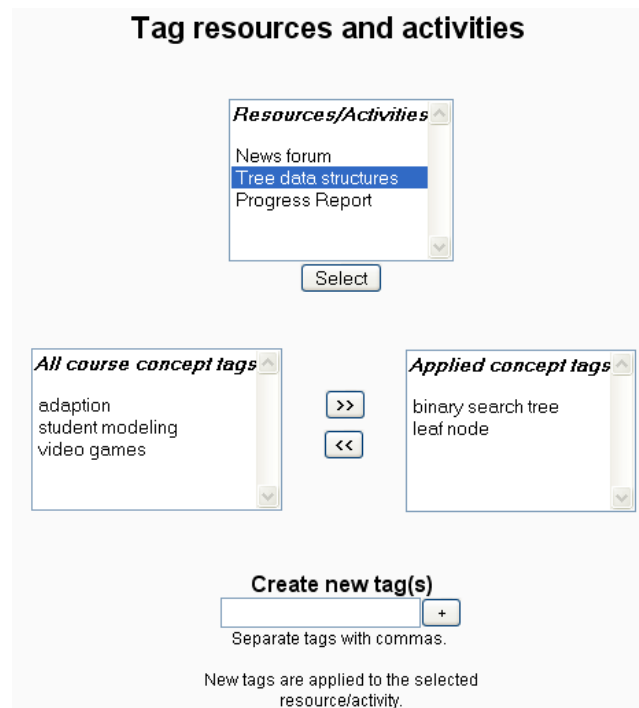 Tag resources and activities
Resources/Activities
News forum
Tree data structures
Progress Report
Select
All course concept tags
adaption
student modeling
video games
>>
<<
Applied concept tags
binary search tree
leaf node
Create new tag(s)
+
Separate tags with commas.
New tags are applied to the selected
resource/activity.